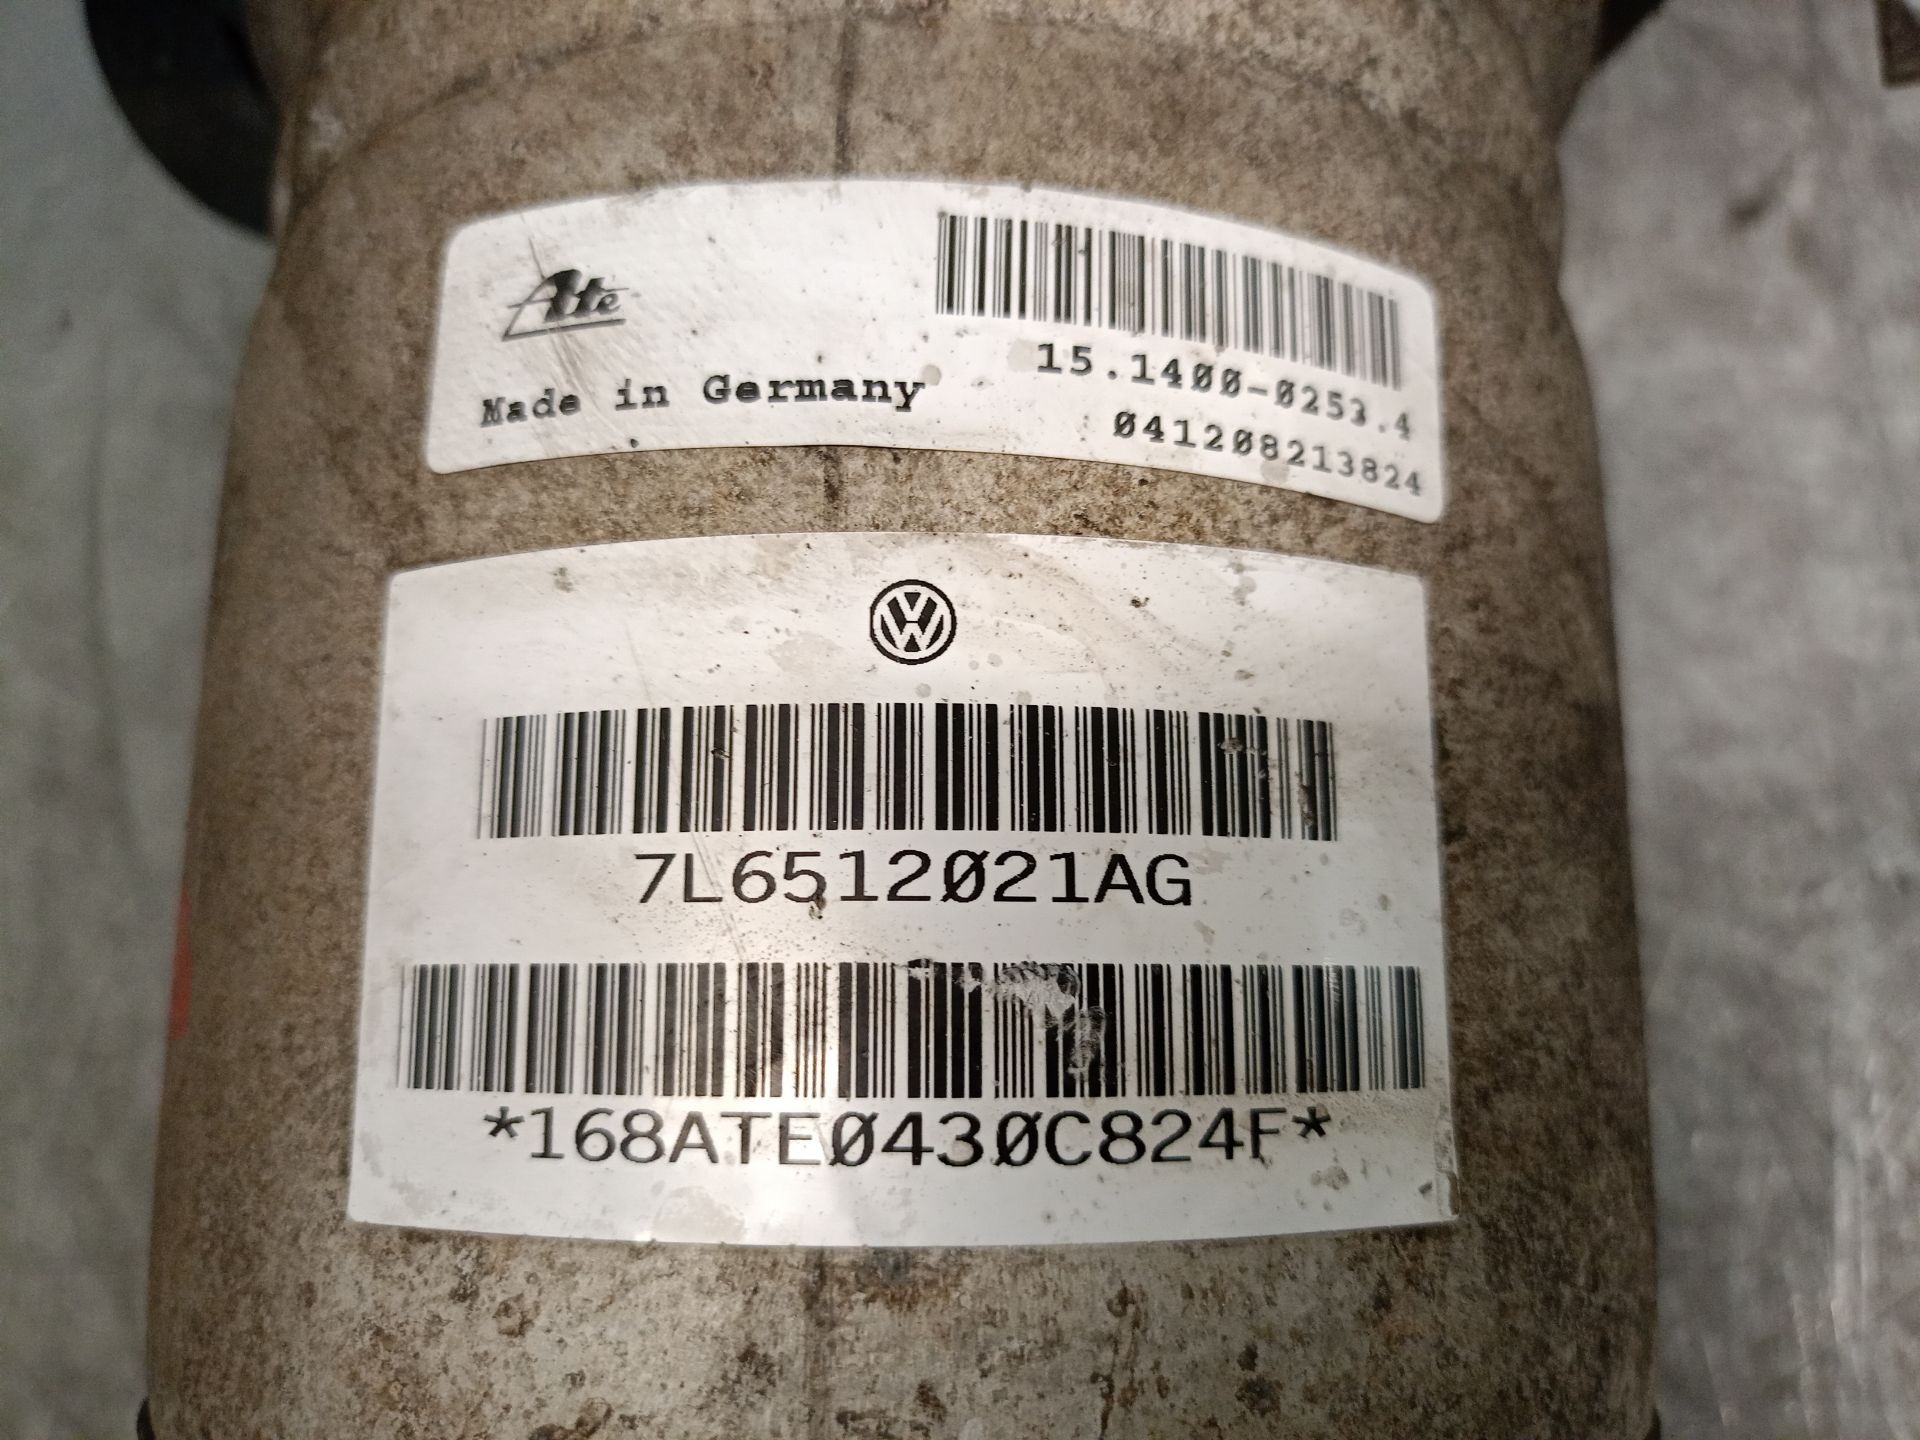 Ate
Made in Germany
15.1400-0253.4
041208213824
7L6512021AG
*168ATE0430C824F*